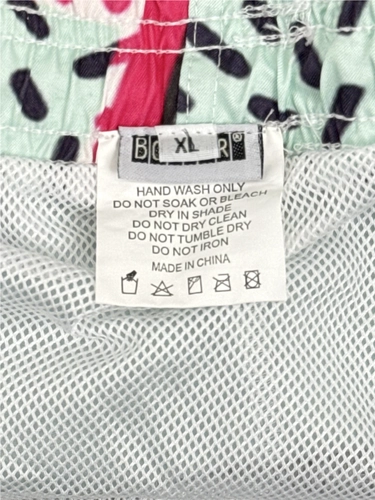 XL
HAND WASH ONLY
DO NOT SOAK OR BLEACH
DRY IN SHADE
DO NOT DRY CLEAN
DO NOT TUMBLE DRY
DO NOT IRON
MADE IN CHINA